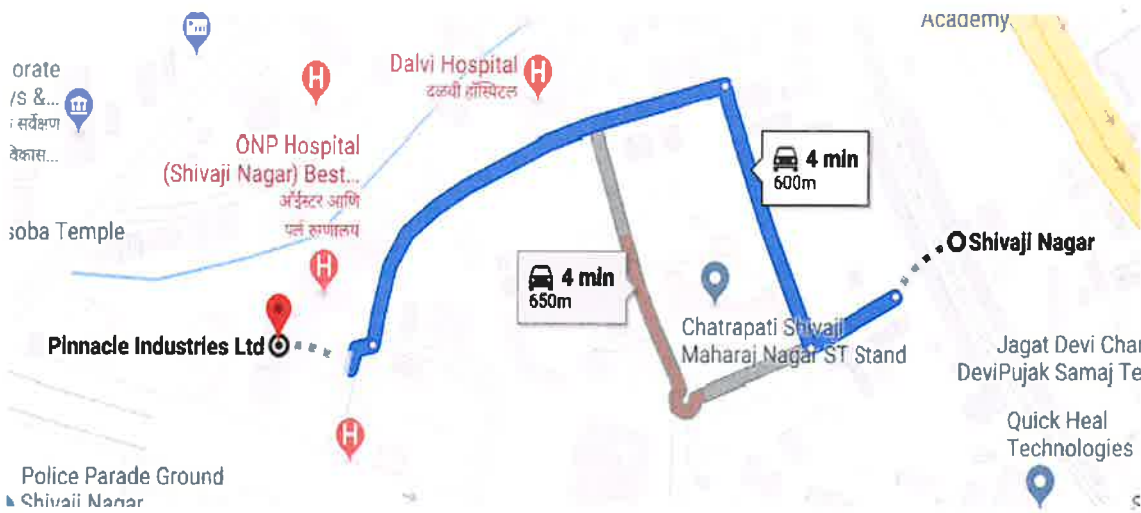 Academy
orate
/s &...
सर्वेक्षण
वेकास...
Dalvi Hospital
दळवी हॉस्पिटल
ONP Hospital
(Shivaji Nagar) Best...
आणि
पर्ल रुग्णालय
4 min
600m
soba Temple
Shivaji Nagar
4 min
650m
Chatrapati Shivaji
Maharaj Nagar ST Stand
Pinnacle Industries Ltd
Jagat Devi Char
DeviPujak Samaj Te
Quick Heal
Technologies
Police Parade Ground
Shivaji Nagar